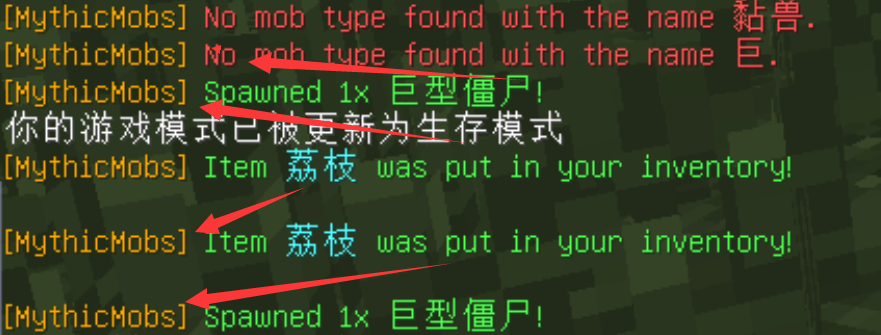 [MythicMobs] No mob type found with the name 黏兽.
[MythicMobs] No mob type found with the name 巨.
[MythicMobs] Spawned 1x 巨型僵尸!
你的游戏模式已被更新为生存模式
[MythicMobs] Item 荔枝 was put in your inventory!
[MythicMobs] Item 荔枝 was put in your inventory!
[MythicMobs] Spawned 1x 巨型僵尸!